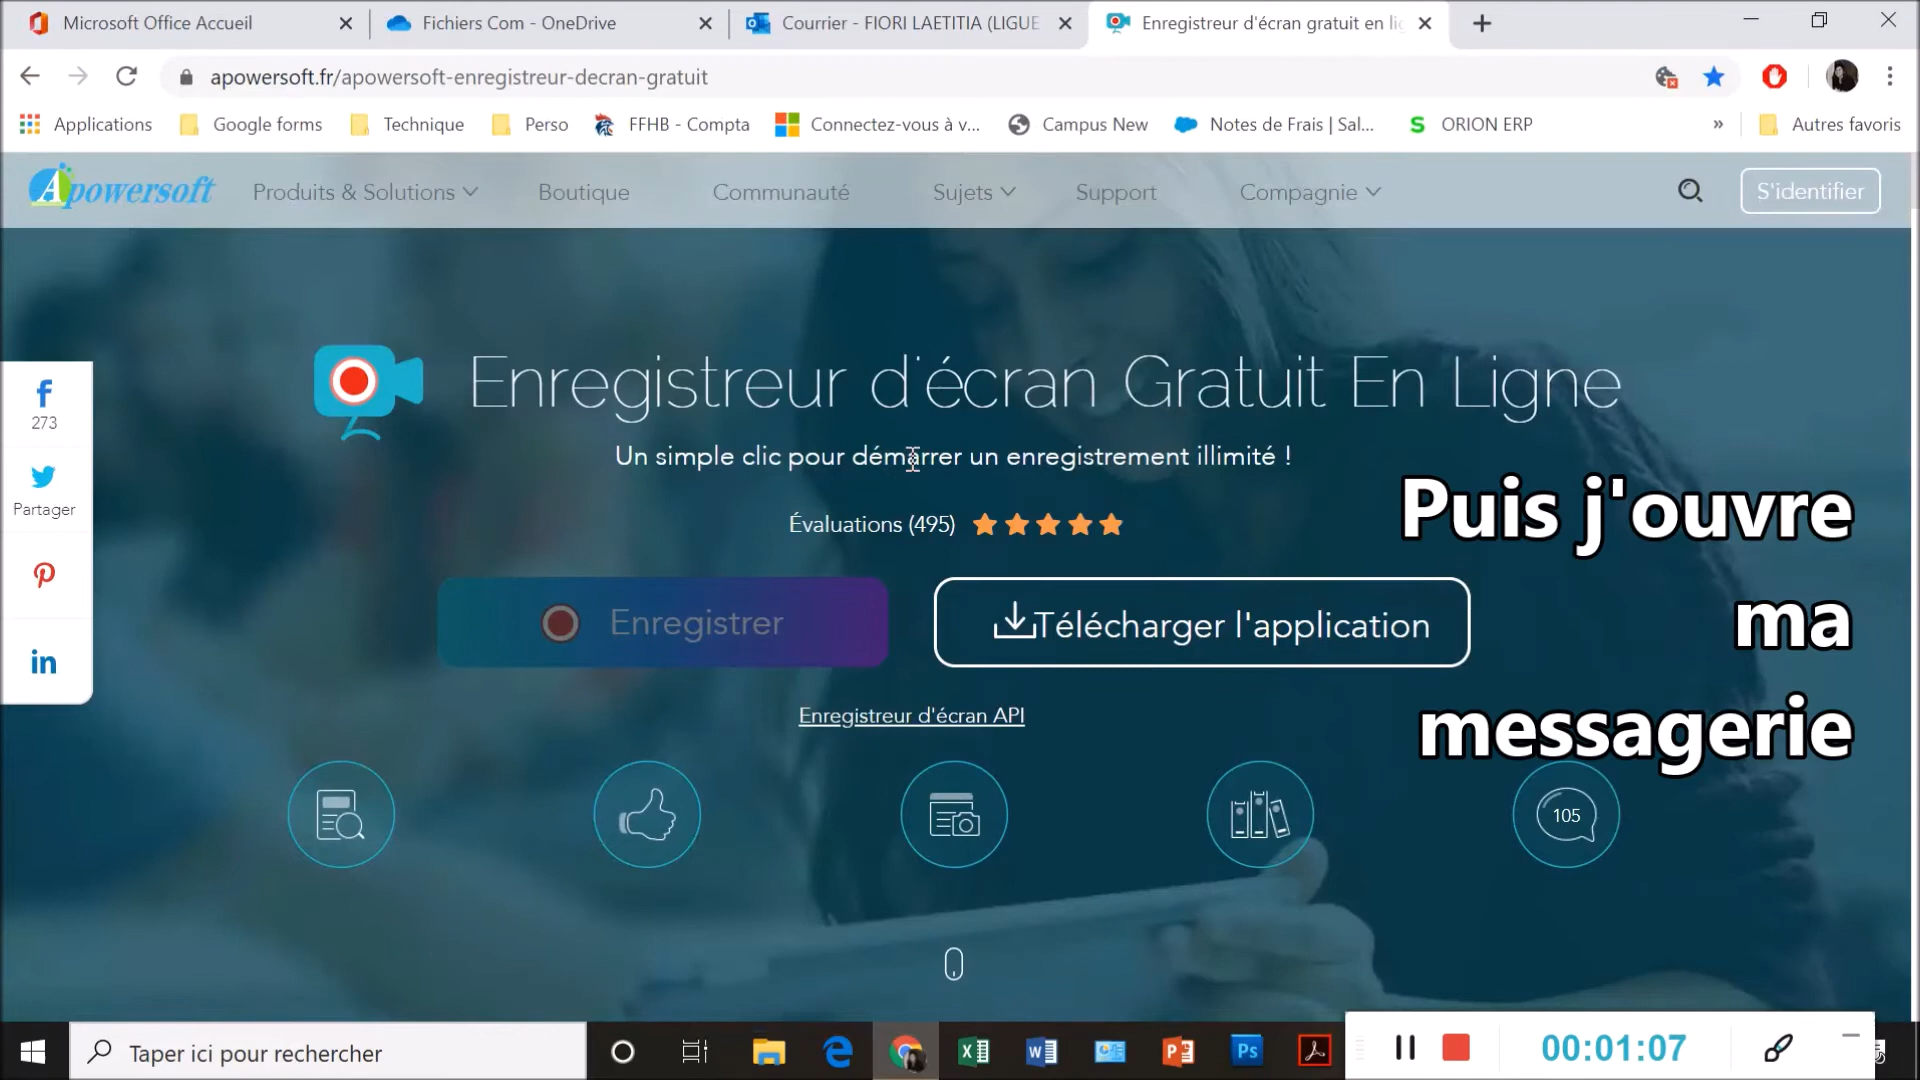 Microsoft Office Accueil
Fichiers Com - OneDrive
Courrier - FIORI LAETITIA (LIGUE
Enregistreur d'écran gratuit en li
apowersoft.fr/apowersoft-enregistreur-decran-gratuit
Applications
Google forms
Technique
Perso
FFHB - Compta
Connectez-vous à v...
Campus New
Notes de Frais | Sal...
S ORION ERP
»
Autres favoris
Apowersoft
Produits & Solutions
Boutique
Communauté
Sujets
Support
Compagnie
S'identifier
273
Partager
Enregistreur d'écran Gratuit En Ligne
Un simple clic pour démarrer un enregistrement illimité !
Évaluations (495)
Enregistrer
Télécharger l'application
Enregistreur d'écran API
105
Puis j'ouvre
ma
messagerie
Taper ici pour rechercher
Ps
00:01:07